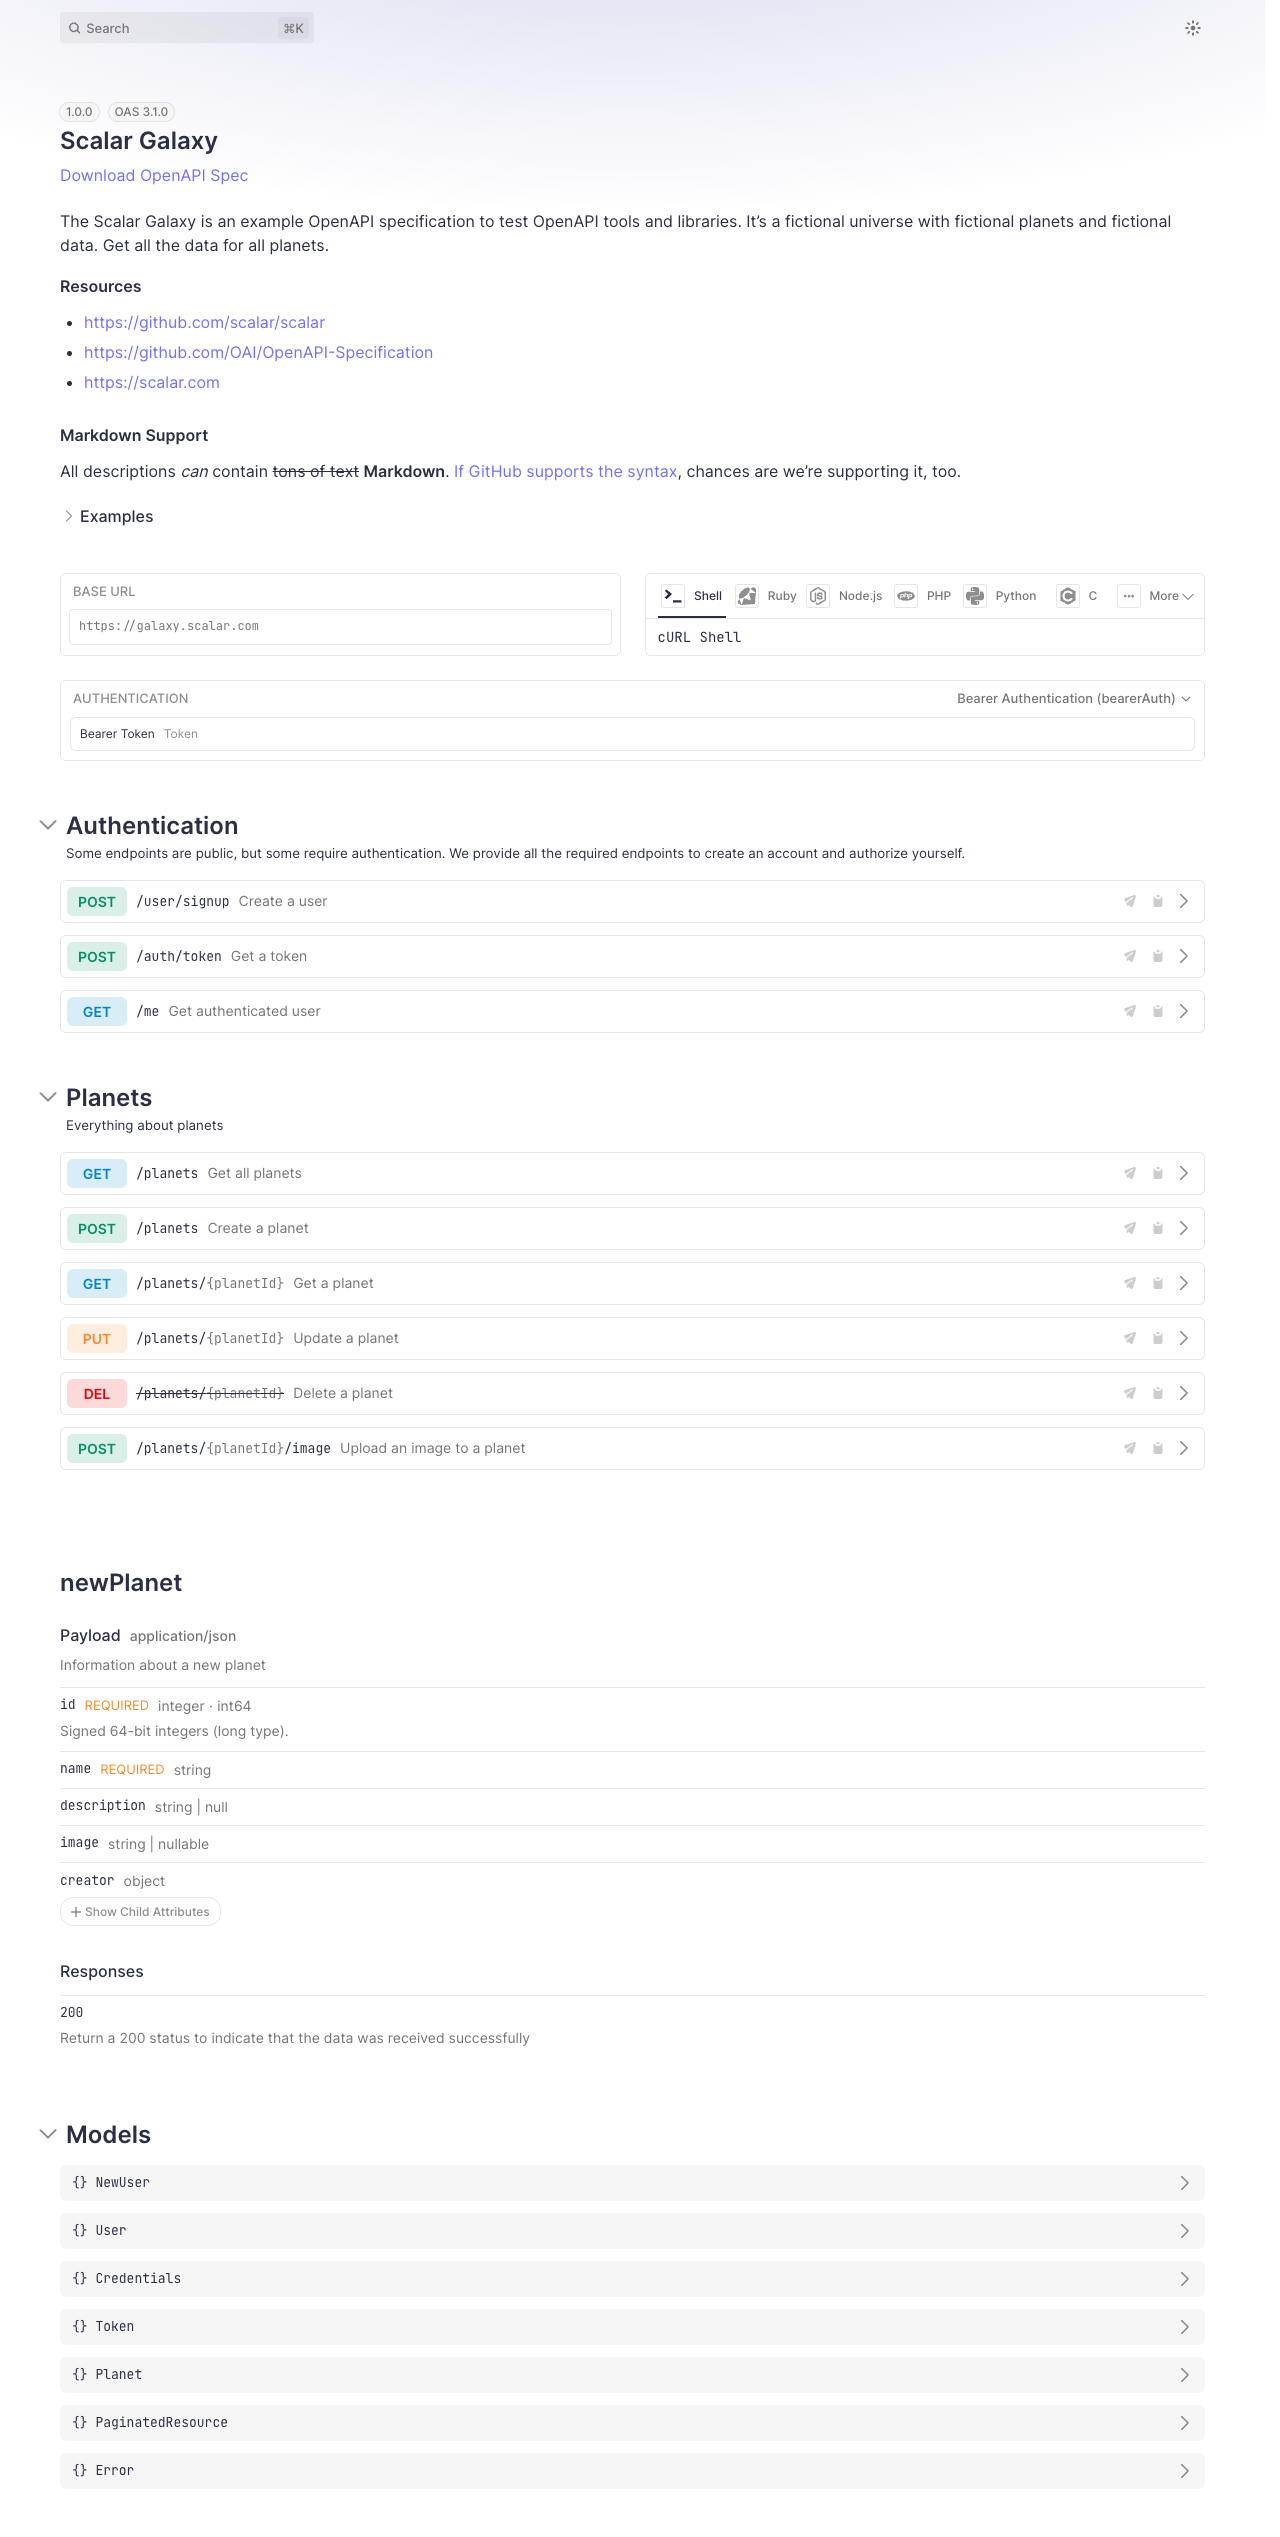 Search ⌘K
1.0.0 OAS 3.1.0
Scalar Galaxy
Download OpenAPI Spec
The Scalar Galaxy is an example OpenAPI specification to test OpenAPI tools and libraries. It’s a fictional universe with fictional planets and fictional
data. Get all the data for all planets.
Resources
• https://github.com/scalar/scalar
• https://github.com/OAI/OpenAPI-Specification
• https://scalar.com
Markdown Support
All descriptions can contain tons of text Markdown. If GitHub supports the syntax, chances are we’re supporting it, too.
Examples
BASE URL
https://galaxy.scalar.com
Shell Ruby Node.js PHP Python C More
cURL Shell
AUTHENTICATION Bearer Authentication (bearerAuth)
Bearer Token Token
Authentication
Some endpoints are public, but some require authentication. We provide all the required endpoints to create an account and authorize yourself.
POST /user/signup Create a user
POST /auth/token Get a token
GET /me Get authenticated user
Planets
Everything about planets
GET /planets Get all planets
POST /planets Create a planet
GET /planets/{planetId} Get a planet
PUT /planets/{planetId} Update a planet
DEL /planets/{planetId} Delete a planet
POST /planets/{planetId}/image Upload an image to a planet
newPlanet
Payload application/json
Information about a new planet
id REQUIRED integer · int64
Signed 64-bit integers (long type).
name REQUIRED string
description string | null
image string | nullable
creator object
+ Show Child Attributes
Responses
200
Return a 200 status to indicate that the data was received successfully
Models
{} NewUser
{} User
{} Credentials
{} Token
{} Planet
{} PaginatedResource
{} Error